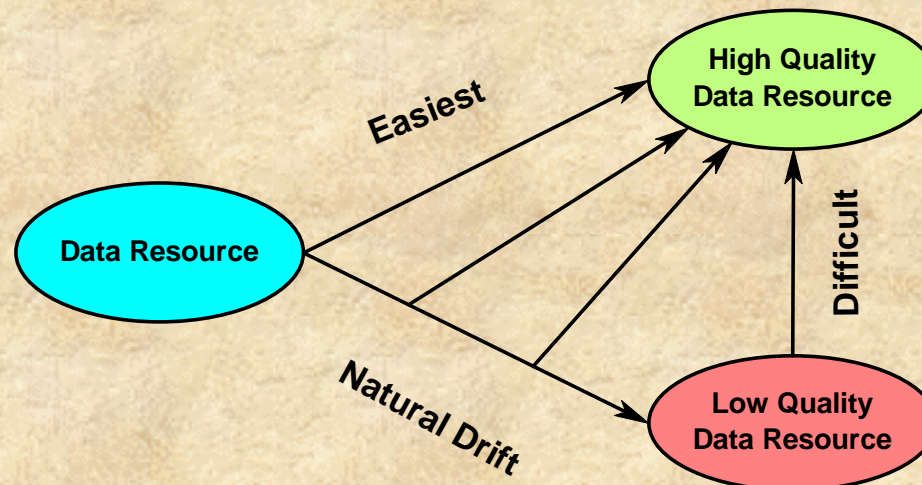 High Quality
Data Resource
Easiest
Data Resource
Difficult
Natural Drift
Low Quality
Data Resource